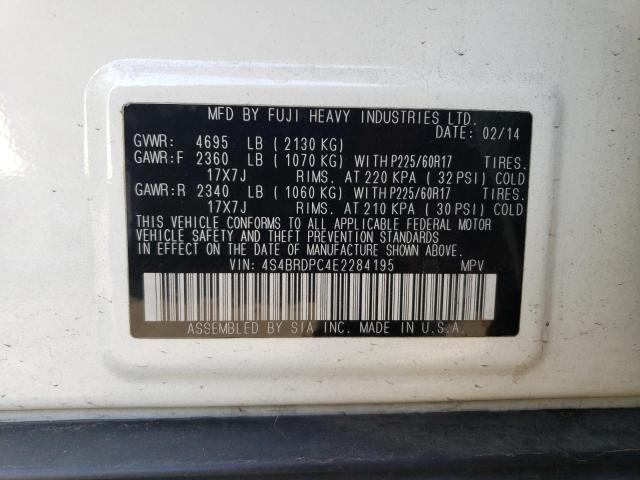 MFD BY FUJI HEAVY INDUSTRIES LTD.
DATE: 02/14
GVWR: 4695 LB ( 2130 KG)
GAWR:F 2360 LB ( 1070 KG) WITH P225/60R17 TIRES.
17X7J RIMS. AT 220 KPA ( 32 PSI) COLD
GAWR:R 2340 LB ( 1060 KG) WITH P225/60R17 TIRES.
17X7J RIMS. AT 210 KPA ( 30 PSI) COLD
THIS VEHICLE CONFORMS TO ALL APPLICABLE FEDERAL MOTOR
VEHICLE SAFETY AND THEFT PREVENTION STANDARDS
IN EFFECT ON THE DATE OF MANUFACTURE SHOWN ABOVE.
VIN: 4S4BRDPC4E2284195 MPV
ASSEMBLED BY SIA INC. MADE IN U.S.A.